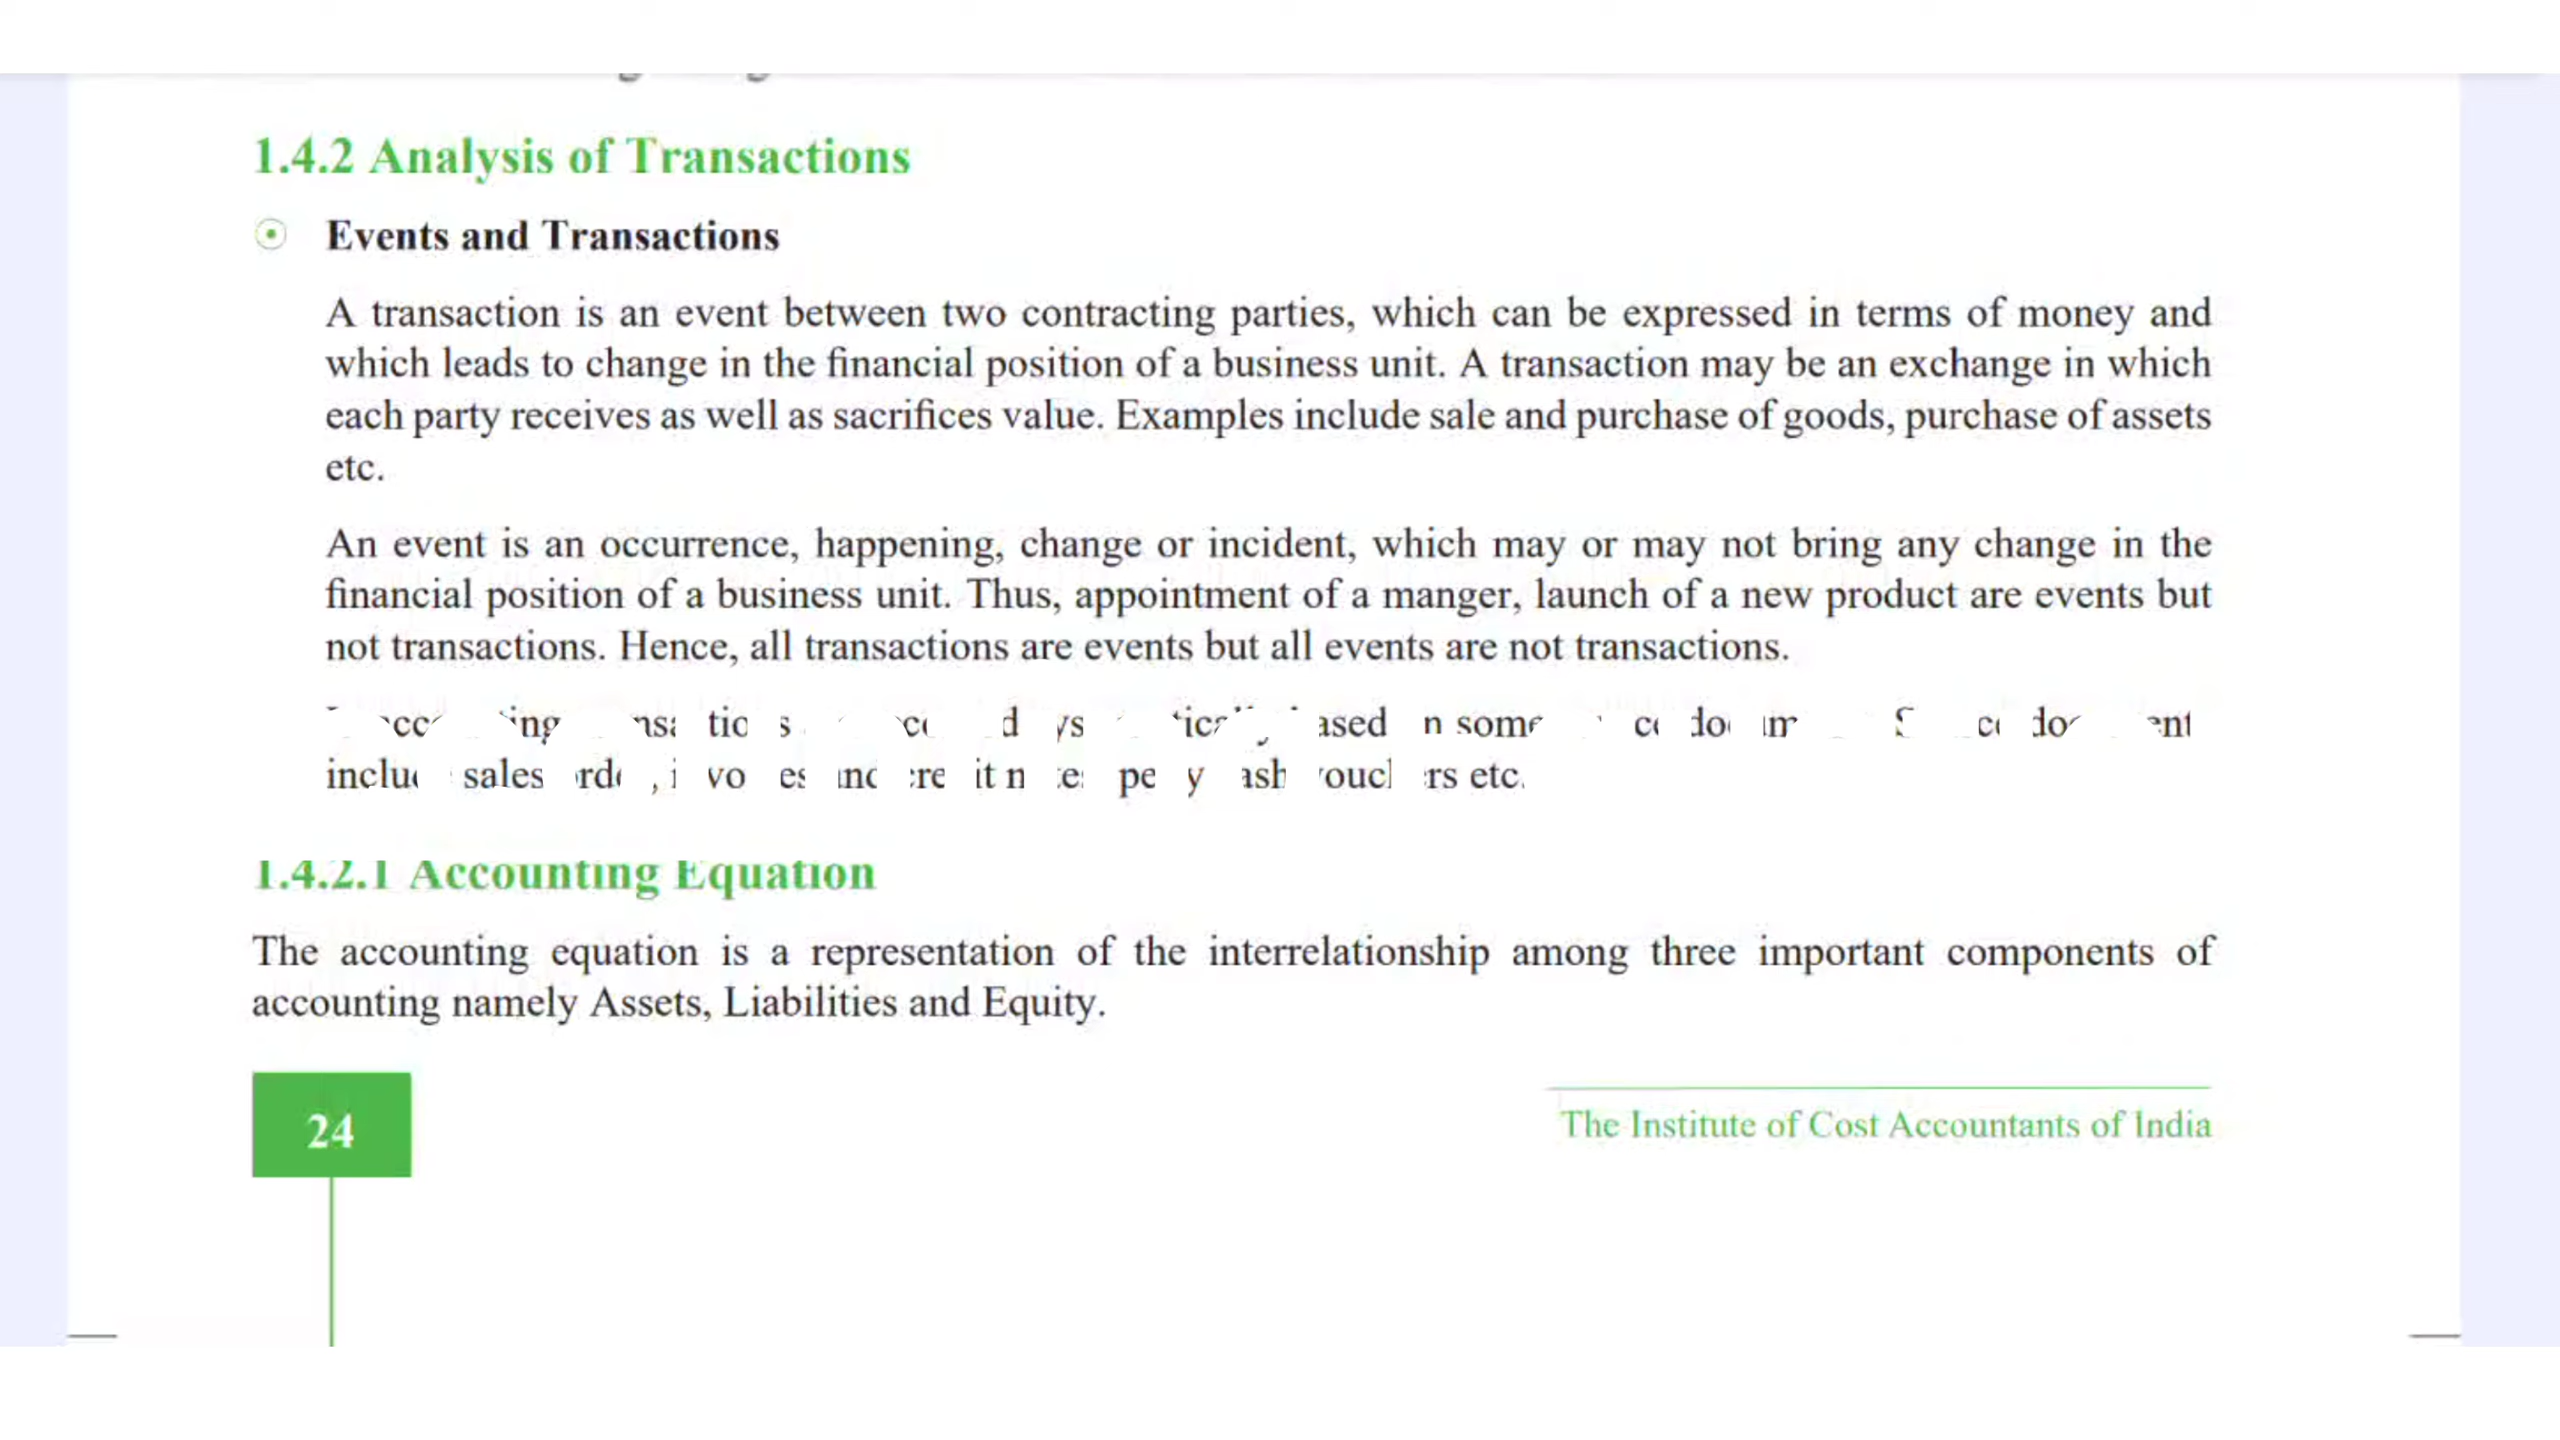 1.4.2 Analysis of Transactions
Events and Transactions
A transaction is an event between two contracting parties, which can be expressed in terms of money and
which leads to change in the financial position of a business unit. A transaction may be an exchange in which
each party receives as well as sacrifices value. Examples include sale and purchase of goods, purchase of assets
etc.
An event is an occurrence, happening, change or incident, which may or may not bring any change in the
financial position of a business unit. Thus, appointment of a manger, launch of a new product are events but
not transactions. Hence, all transactions are events but all events are not transactions.
some
sales etc.
1.4.2.1 Accounting Equation
The accounting equation is a representation of the interrelationship among three important components of
accounting namely Assets, Liabilities and Equity.
24
The Institute of Cost Accountants of India